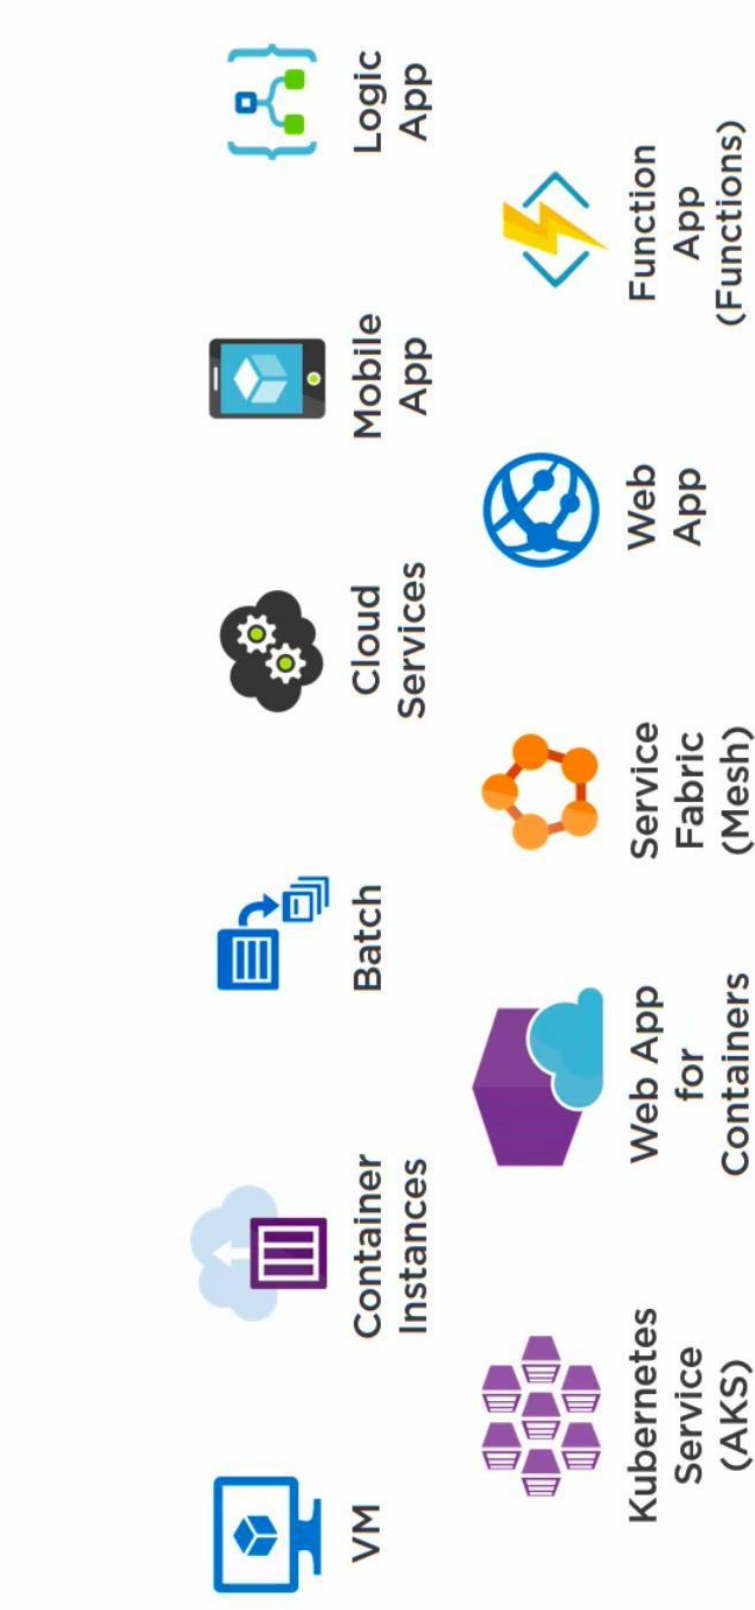 VM
Container
Instances
Batch
Cloud
Services
Mobile
App
Logic
App
Kubernetes
Service
(AKS)
Web App
for
Containers
Service
Fabric
(Mesh)
Web
App
Function
App
(Functions)